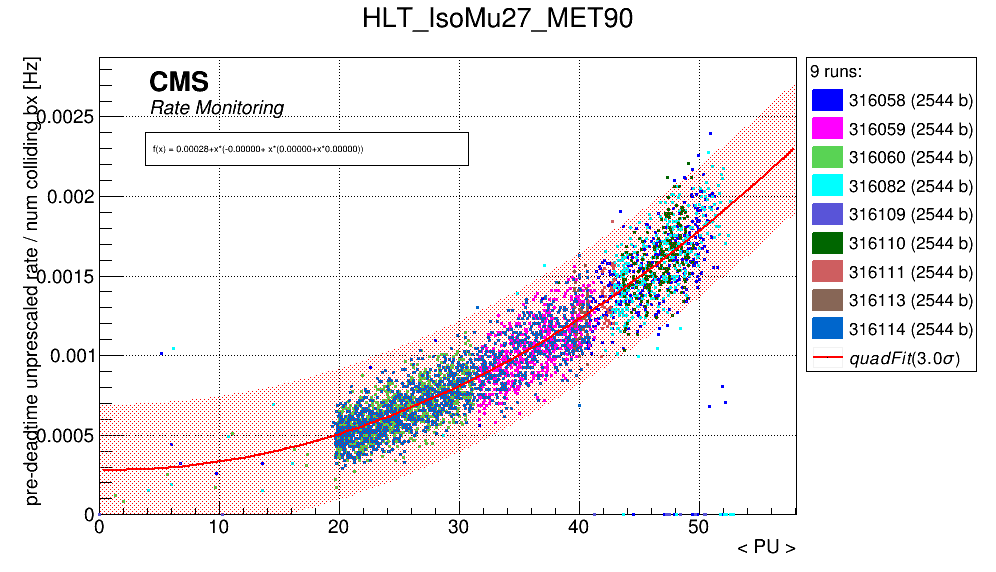 HLT_IsoMu27_MET90
pre-deadtime unprescaled rate / num colliding bx [Hz]
CMS
Rate Monitoring
f(x) = 0.00028+x*(-0.00000+ x*(0.00000+x*0.00000))
0.0025
0.002
0.0015
0.001
0.0005
0
0 10 20 30 40 50
< PU >
9 runs:
316058 (2544 b)
316059 (2544 b)
316060 (2544 b)
316082 (2544 b)
316109 (2544 b)
316110 (2544 b)
316111 (2544 b)
316113 (2544 b)
316114 (2544 b)
quadFit(3.0σ)